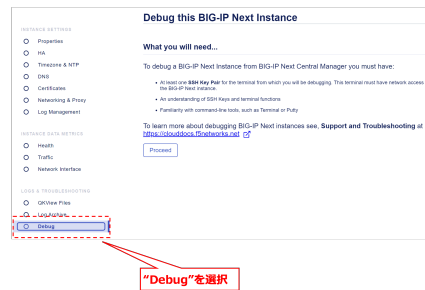 Debug this BIG-IP Next Instance
INSTANCE SETTINGS
Properties
HA
Timezone & NTP
DNS
Certificates
Networking & Proxy
Log Management
INSTANCE DATA METRICS
Health
Traffic
Network Interface
LOGS & TROUBLESHOOTING
QKView Files
Log Archive
Debug
What you will need...
To debug a BIG-IP Next Instance from BIG-IP Next Central Manager you must have:
At least one SSH Key Pair for the terminal from which you will be debugging. This terminal must have network access
the BIG-IP Next instance.
An understanding of SSH Keys and terminal functions
Familiarity with command-line tools, such as Terminal or Putty
To learn more about debugging BIG-IP Next instances see, Support and Troubleshooting at
https://clouddocs.f5networks.net
Proceed
“Debug”を選択